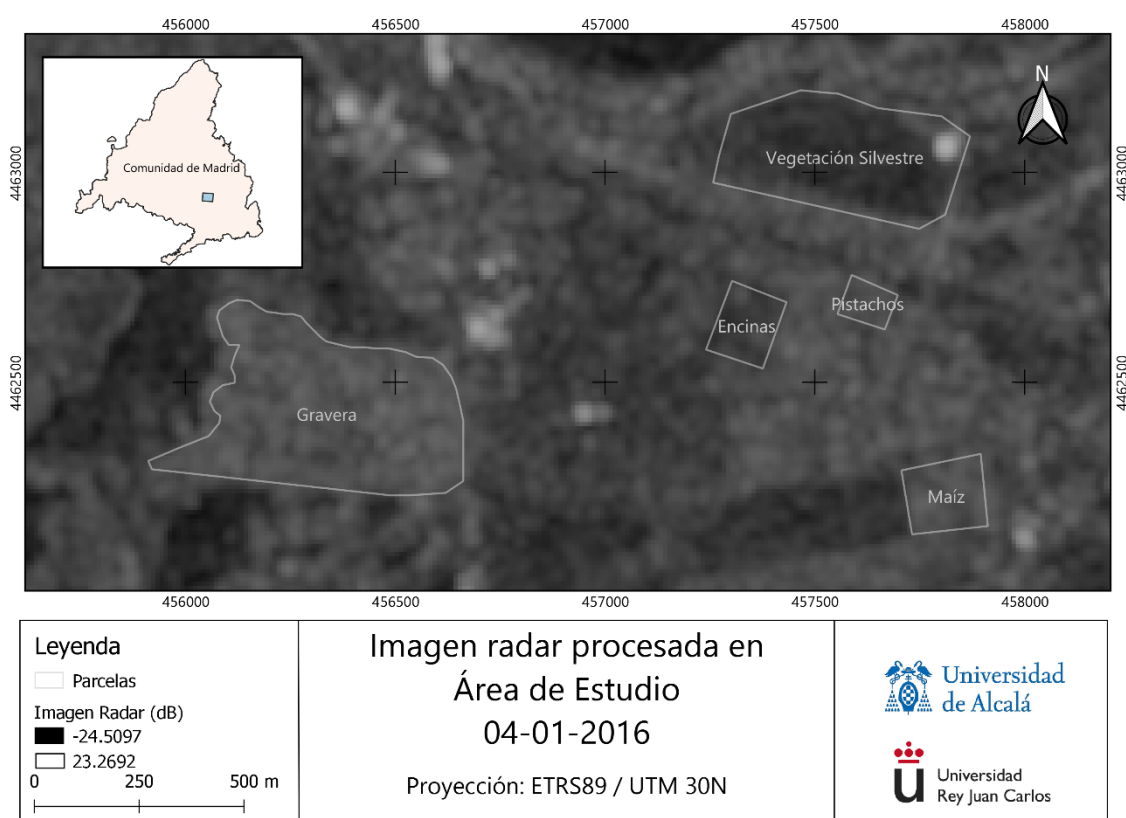 456000 456500 457000 457500 458000
N
Comunidad de Madrid
Vegetación Silvestre
4463000 4463000
Pistachos
Encinas
4462500 4462500
Gravera
Maíz
456000 456500 457000 457500 458000
Leyenda
Parcelas
Imagen Radar (dB)
-24.5097
23.2692
0 250 500 m
Imagen radar procesada en
Área de Estudio
04-01-2016
Proyección: ETRS89 / UTM 30N
Universidad
de Alcalá
u
Universidad
Rey Juan Carlos